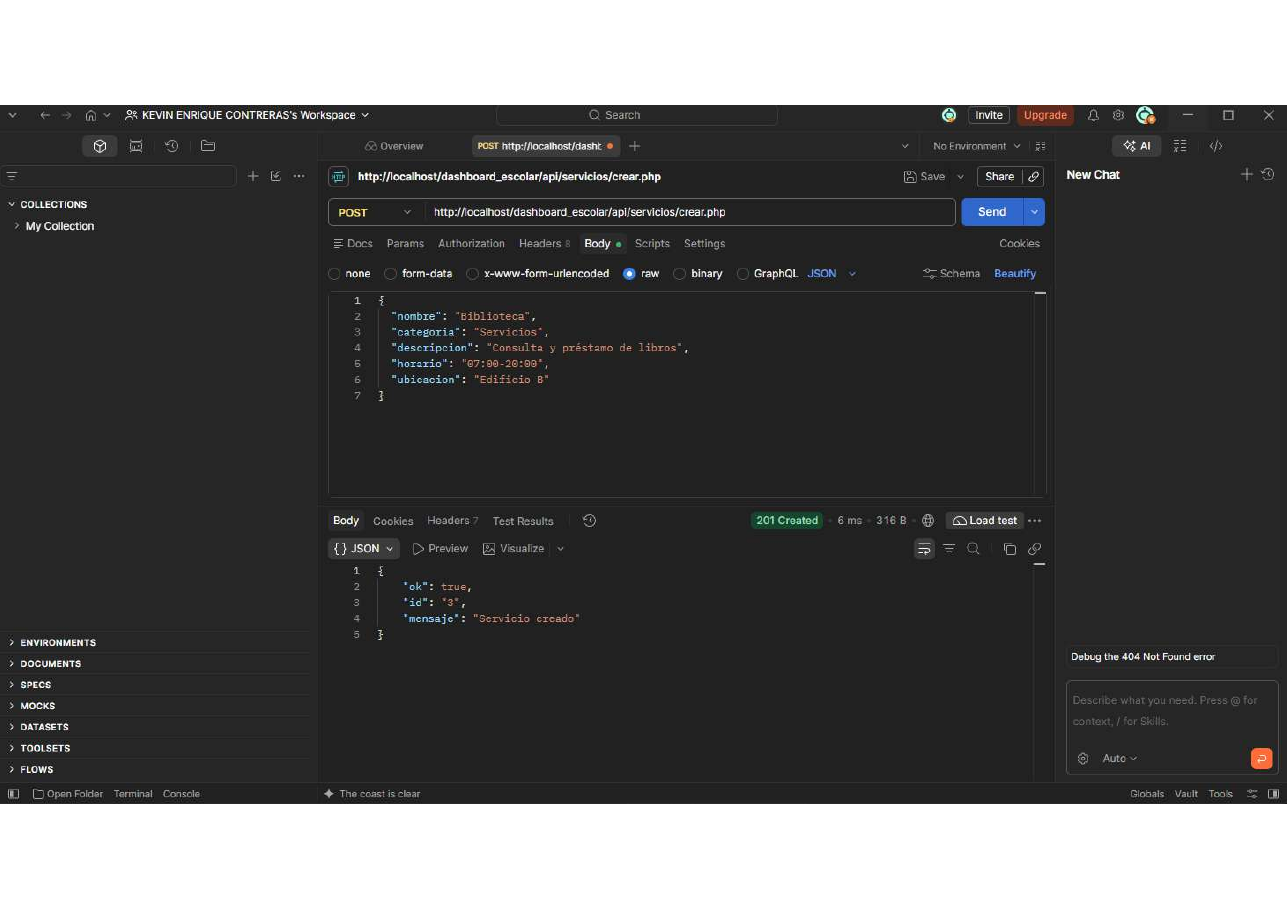 KEVIN ENRIQUE CONTRERAS's Workspace
Search
Invite
Upgrade
Overview
POST http://localhost/dashb
No Environment
AI
http://localhost/dashboard_escolar/api/servicios/crear.php
Save
Share
New Chat
COLLECTIONS
My Collection
POST
http://localhost/dashboard_escolar/api/servicios/crear.php
Send
Docs Params Authorization Headers 8 Body Scripts Settings Cookies
none form-data x-www-form-urlencoded raw binary GraphQL JSON Schema Beautify
1 {
2 "nombre": "Biblioteca",
3 "categoria": "Servicios",
4 "descripcion": "Consulta y préstamo de libros",
5 "horario": "07:00-20:00",
6 "ubicacion": "Edificio B"
7 }
Body Cookies Headers 7 Test Results 201 Created 6 ms 316 B Load test
{} JSON Preview Visualize
1 {
2 "ok": true,
3 "id": "3",
4 "mensaje": "Servicio creado"
5 }
ENVIRONMENTS
DOCUMENTS
SPECS
MOCKS
DATASETS
TOOLSETS
FLOWS
Debug the 404 Not Found error
Describe what you need. Press @ for
context, / for Skills.
Auto
Open Folder Terminal Console
The coast is clear
Globals Vault Tools